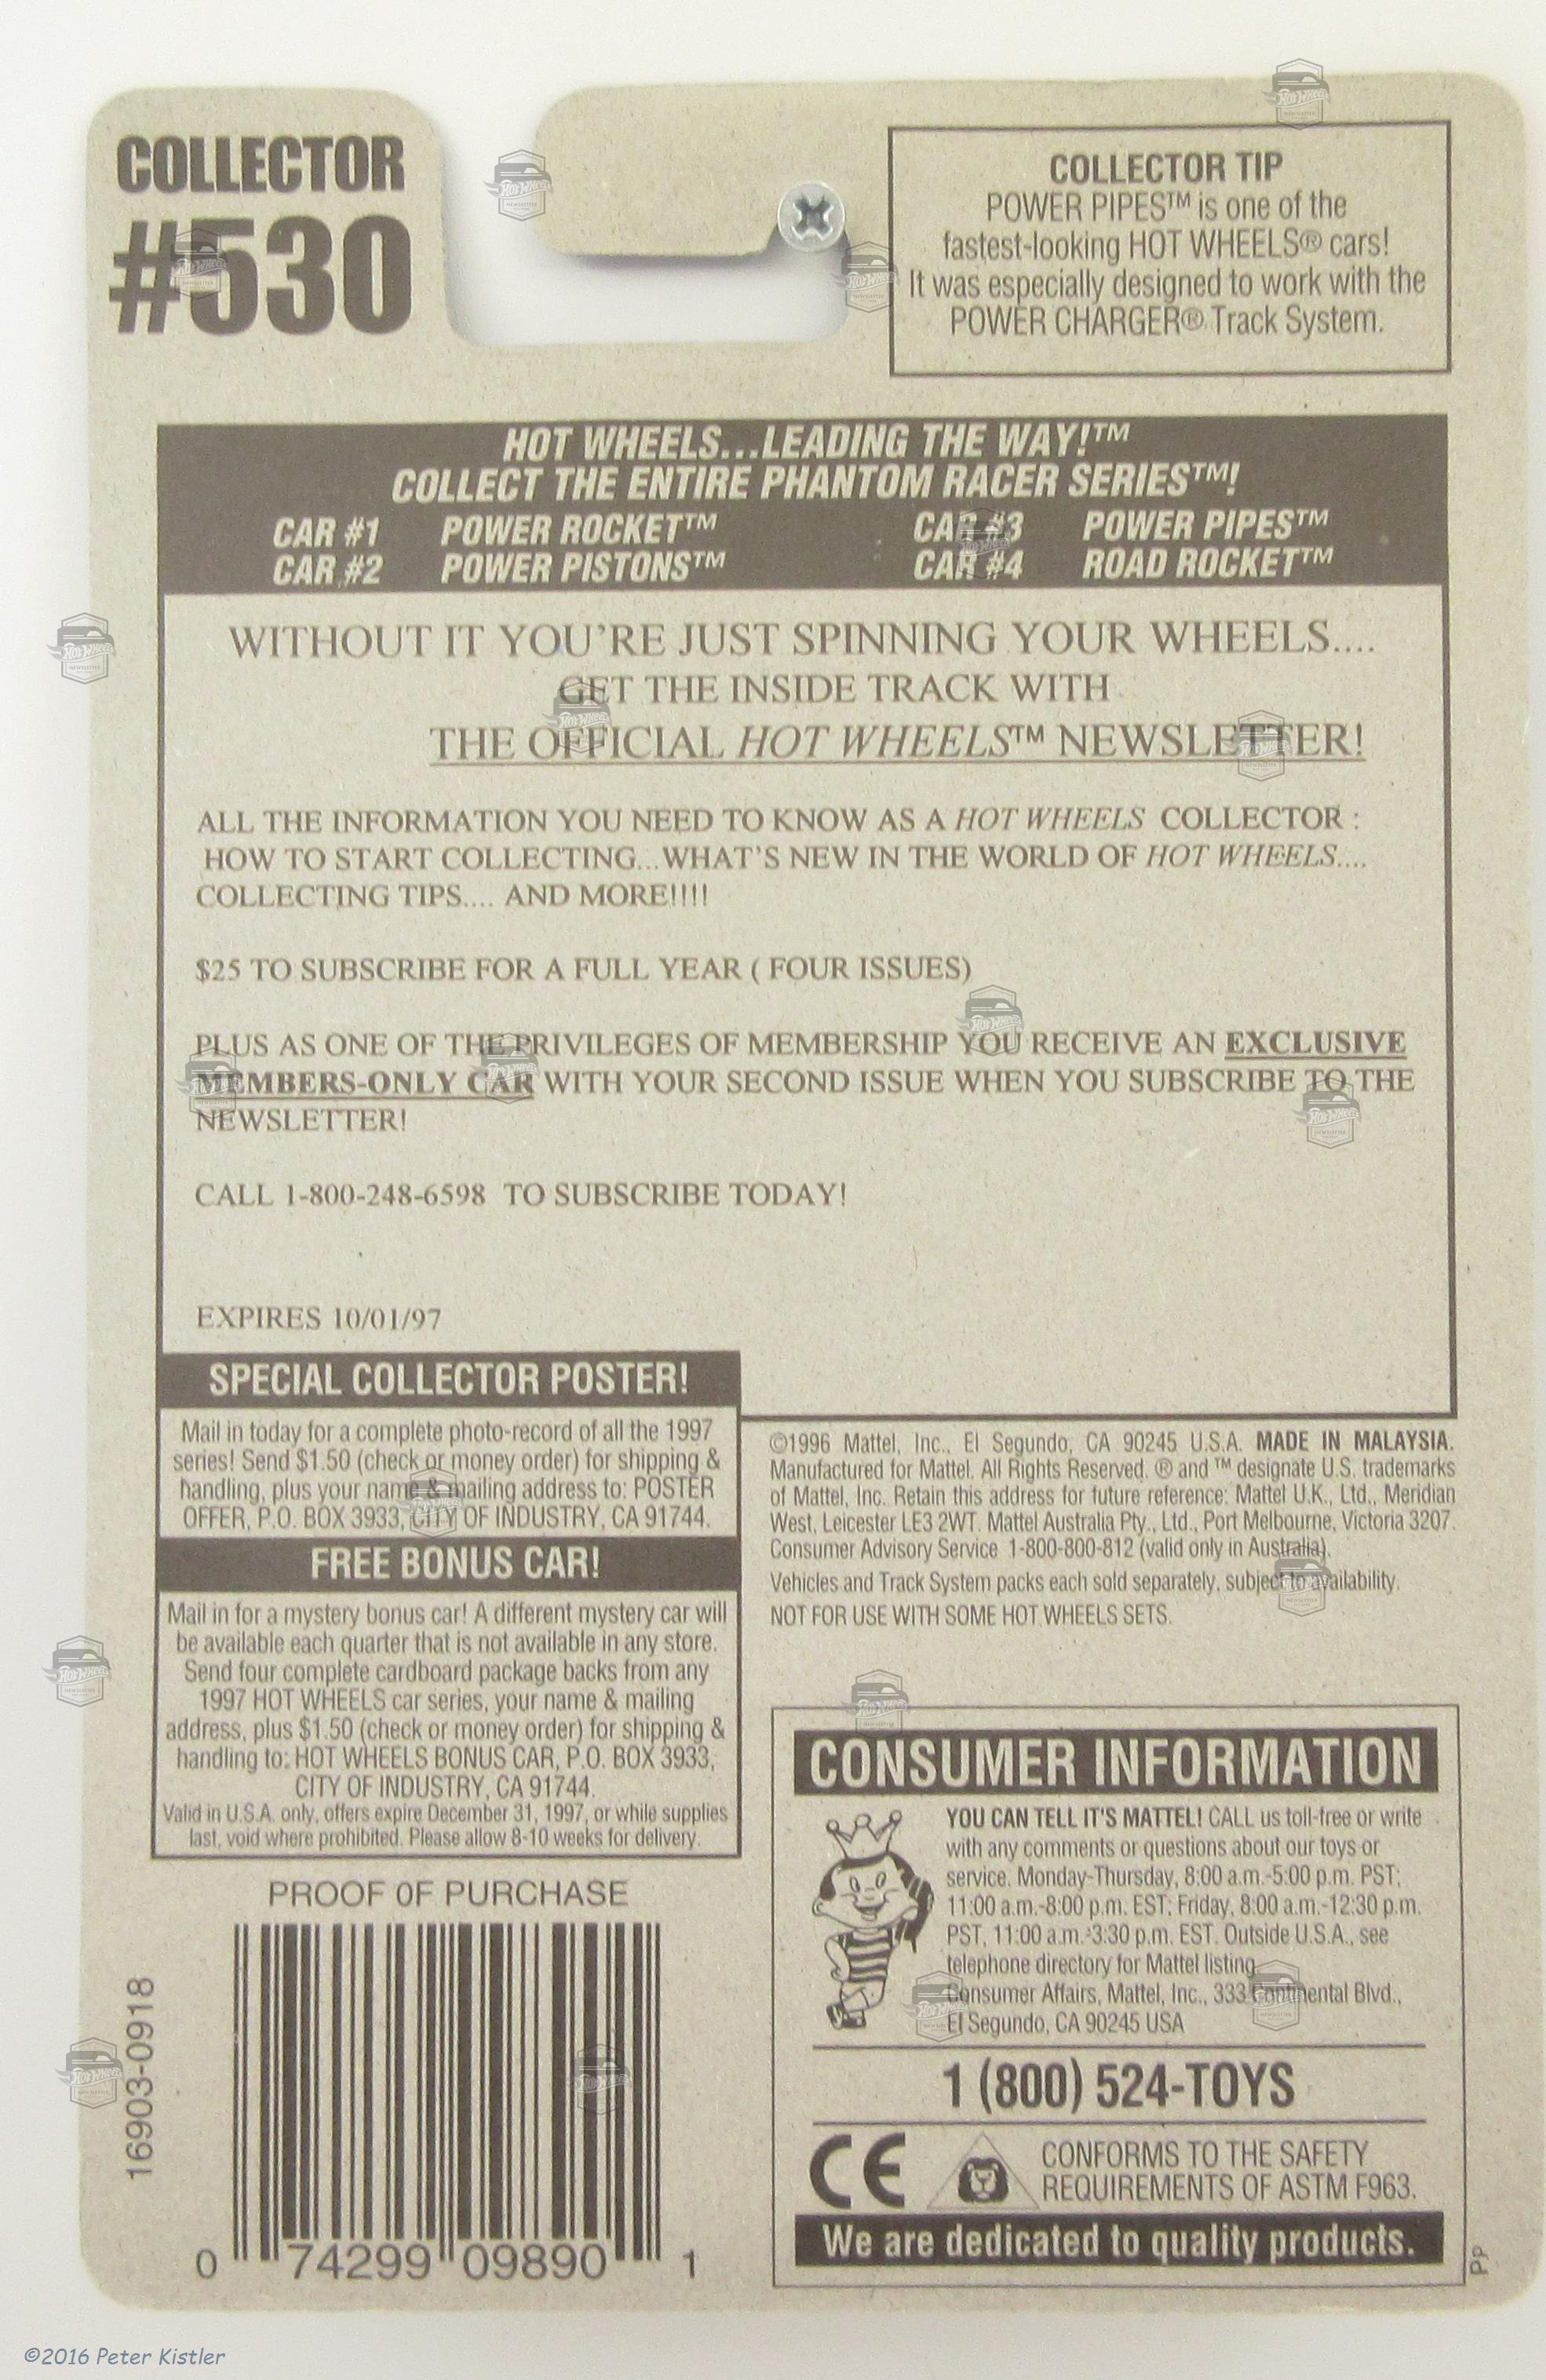 COLLECTOR
#530
COLLECTOR TIP
POWER PIPES™ is one of the
fastest-looking HOT WHEELS® cars!
It was especially designed to work with the
POWER CHARGER® Track System.
HOT WHEELS...LEADING THE WAY!™
COLLECT THE ENTIRE PHANTOM RACER SERIES™!
CAR #1 POWER ROCKET™ CAR #3 POWER PIPES™
CAR #2 POWER PISTONS™ CAR #4 ROAD ROCKET™
WITHOUT IT YOU'RE JUST SPINNING YOUR WHEELS....
GET THE INSIDE TRACK WITH
THE OFFICIAL HOT WHEELS™ NEWSLETTER!
ALL THE INFORMATION YOU NEED TO KNOW AS A HOT WHEELS COLLECTOR :
HOW TO START COLLECTING...WHAT'S NEW IN THE WORLD OF HOT WHEELS....
COLLECTING TIPS.... AND MORE!!!!
$25 TO SUBSCRIBE FOR A FULL YEAR ( FOUR ISSUES)
PLUS AS ONE OF THE PRIVILEGES OF MEMBERSHIP YOU RECEIVE AN EXCLUSIVE
MEMBERS-ONLY CAR WITH YOUR SECOND ISSUE WHEN YOU SUBSCRIBE TO THE
NEWSLETTER!
CALL 1-800-248-6598 TO SUBSCRIBE TODAY!
EXPIRES 10/01/97
SPECIAL COLLECTOR POSTER!
Mail in today for a complete photo-record of all the 1997
series! Send $1.50 (check or money order) for shipping &
handling, plus your name & mailing address to: POSTER
OFFER, P.O. BOX 3933, CITY OF INDUSTRY, CA 91744.
FREE BONUS CAR!
Mail in for a mystery bonus car! A different mystery car will
be available each quarter that is not available in any store.
Send four complete cardboard package backs from any
1997 HOT WHEELS car series, your name & mailing
address, plus $1.50 (check or money order) for shipping &
handling to: HOT WHEELS BONUS CAR, P.O. BOX 3933,
CITY OF INDUSTRY, CA 91744.
Valid in U.S.A. only, offers expire December 31, 1997, or while supplies
last, void where prohibited. Please allow 8-10 weeks for delivery.
©1996 Mattel, Inc., El Segundo, CA 90245 U.S.A. MADE IN MALAYSIA.
Manufactured for Mattel. All Rights Reserved. ® and ™ designate U.S. trademarks
of Mattel, Inc. Retain this address for future reference: Mattel U.K., Ltd., Meridian
West, Leicester LE3 2WT. Mattel Australia Pty., Ltd., Port Melbourne, Victoria 3207.
Consumer Advisory Service 1-800-800-812 (valid only in Australia).
Vehicles and Track System packs each sold separately, subject to availability.
NOT FOR USE WITH SOME HOT WHEELS SETS.
PROOF OF PURCHASE
16903-0918
0 74299 09890 1
CONSUMER INFORMATION
YOU CAN TELL IT'S MATTEL! CALL us toll-free or write
with any comments or questions about our toys or
service. Monday-Thursday, 8:00 a.m.-5:00 p.m. PST;
11:00 a.m.-8:00 p.m. EST; Friday, 8:00 a.m.-12:30 p.m.
PST, 11:00 a.m.-3:30 p.m. EST. Outside U.S.A., see
telephone directory for Mattel listing.
Consumer Affairs, Mattel, Inc., 333 Continental Blvd.,
El Segundo, CA 90245 USA
1 (800) 524-TOYS
CE
CONFORMS TO THE SAFETY
REQUIREMENTS OF ASTM F963.
We are dedicated to quality products.
PP
©2016 Peter Kistler